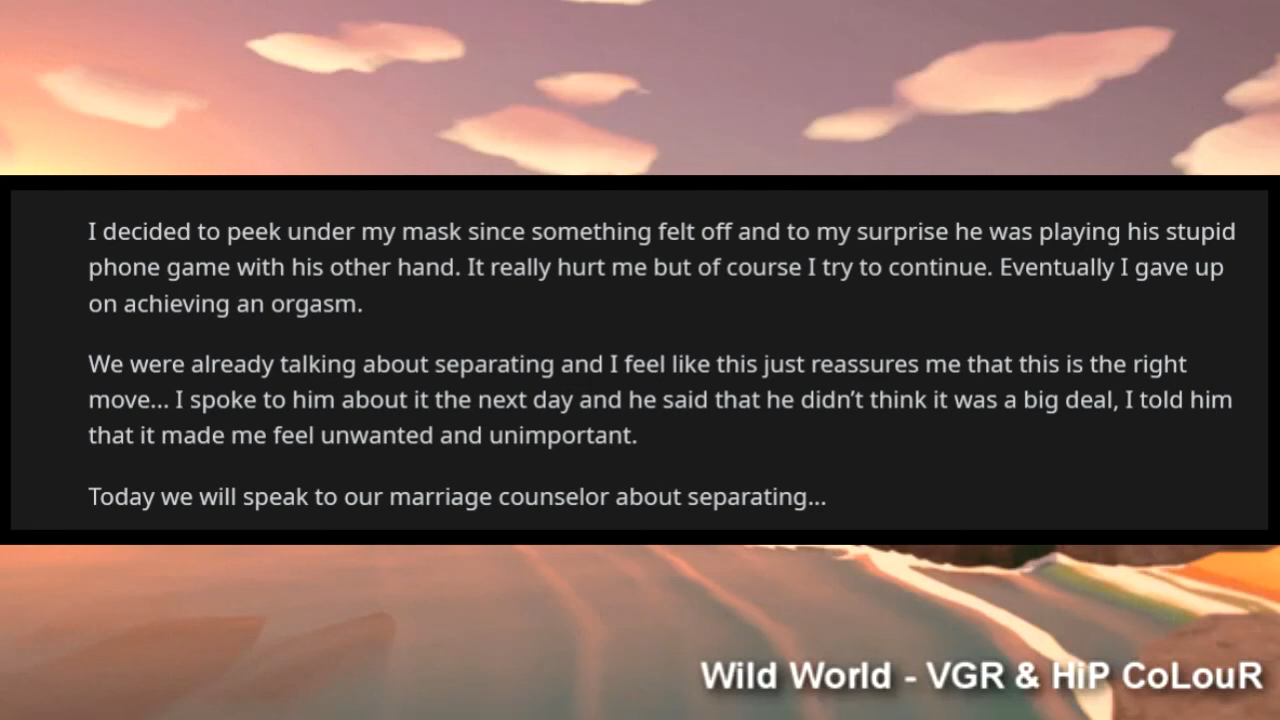 I decided to peek under my mask since something felt off and to my surprise he was playing his stupid
phone game with his other hand. It really hurt me but of course I try to continue. Eventually I gave up
on achieving an orgasm.
We were already talking about separating and I feel like this just reassures me that this is the right
move... I spoke to him about it the next day and he said that he didn’t think it was a big deal, I told him
that it made me feel unwanted and unimportant.
Today we will speak to our marriage counselor about separating...
Wild World - VGR & HiP CoLouR